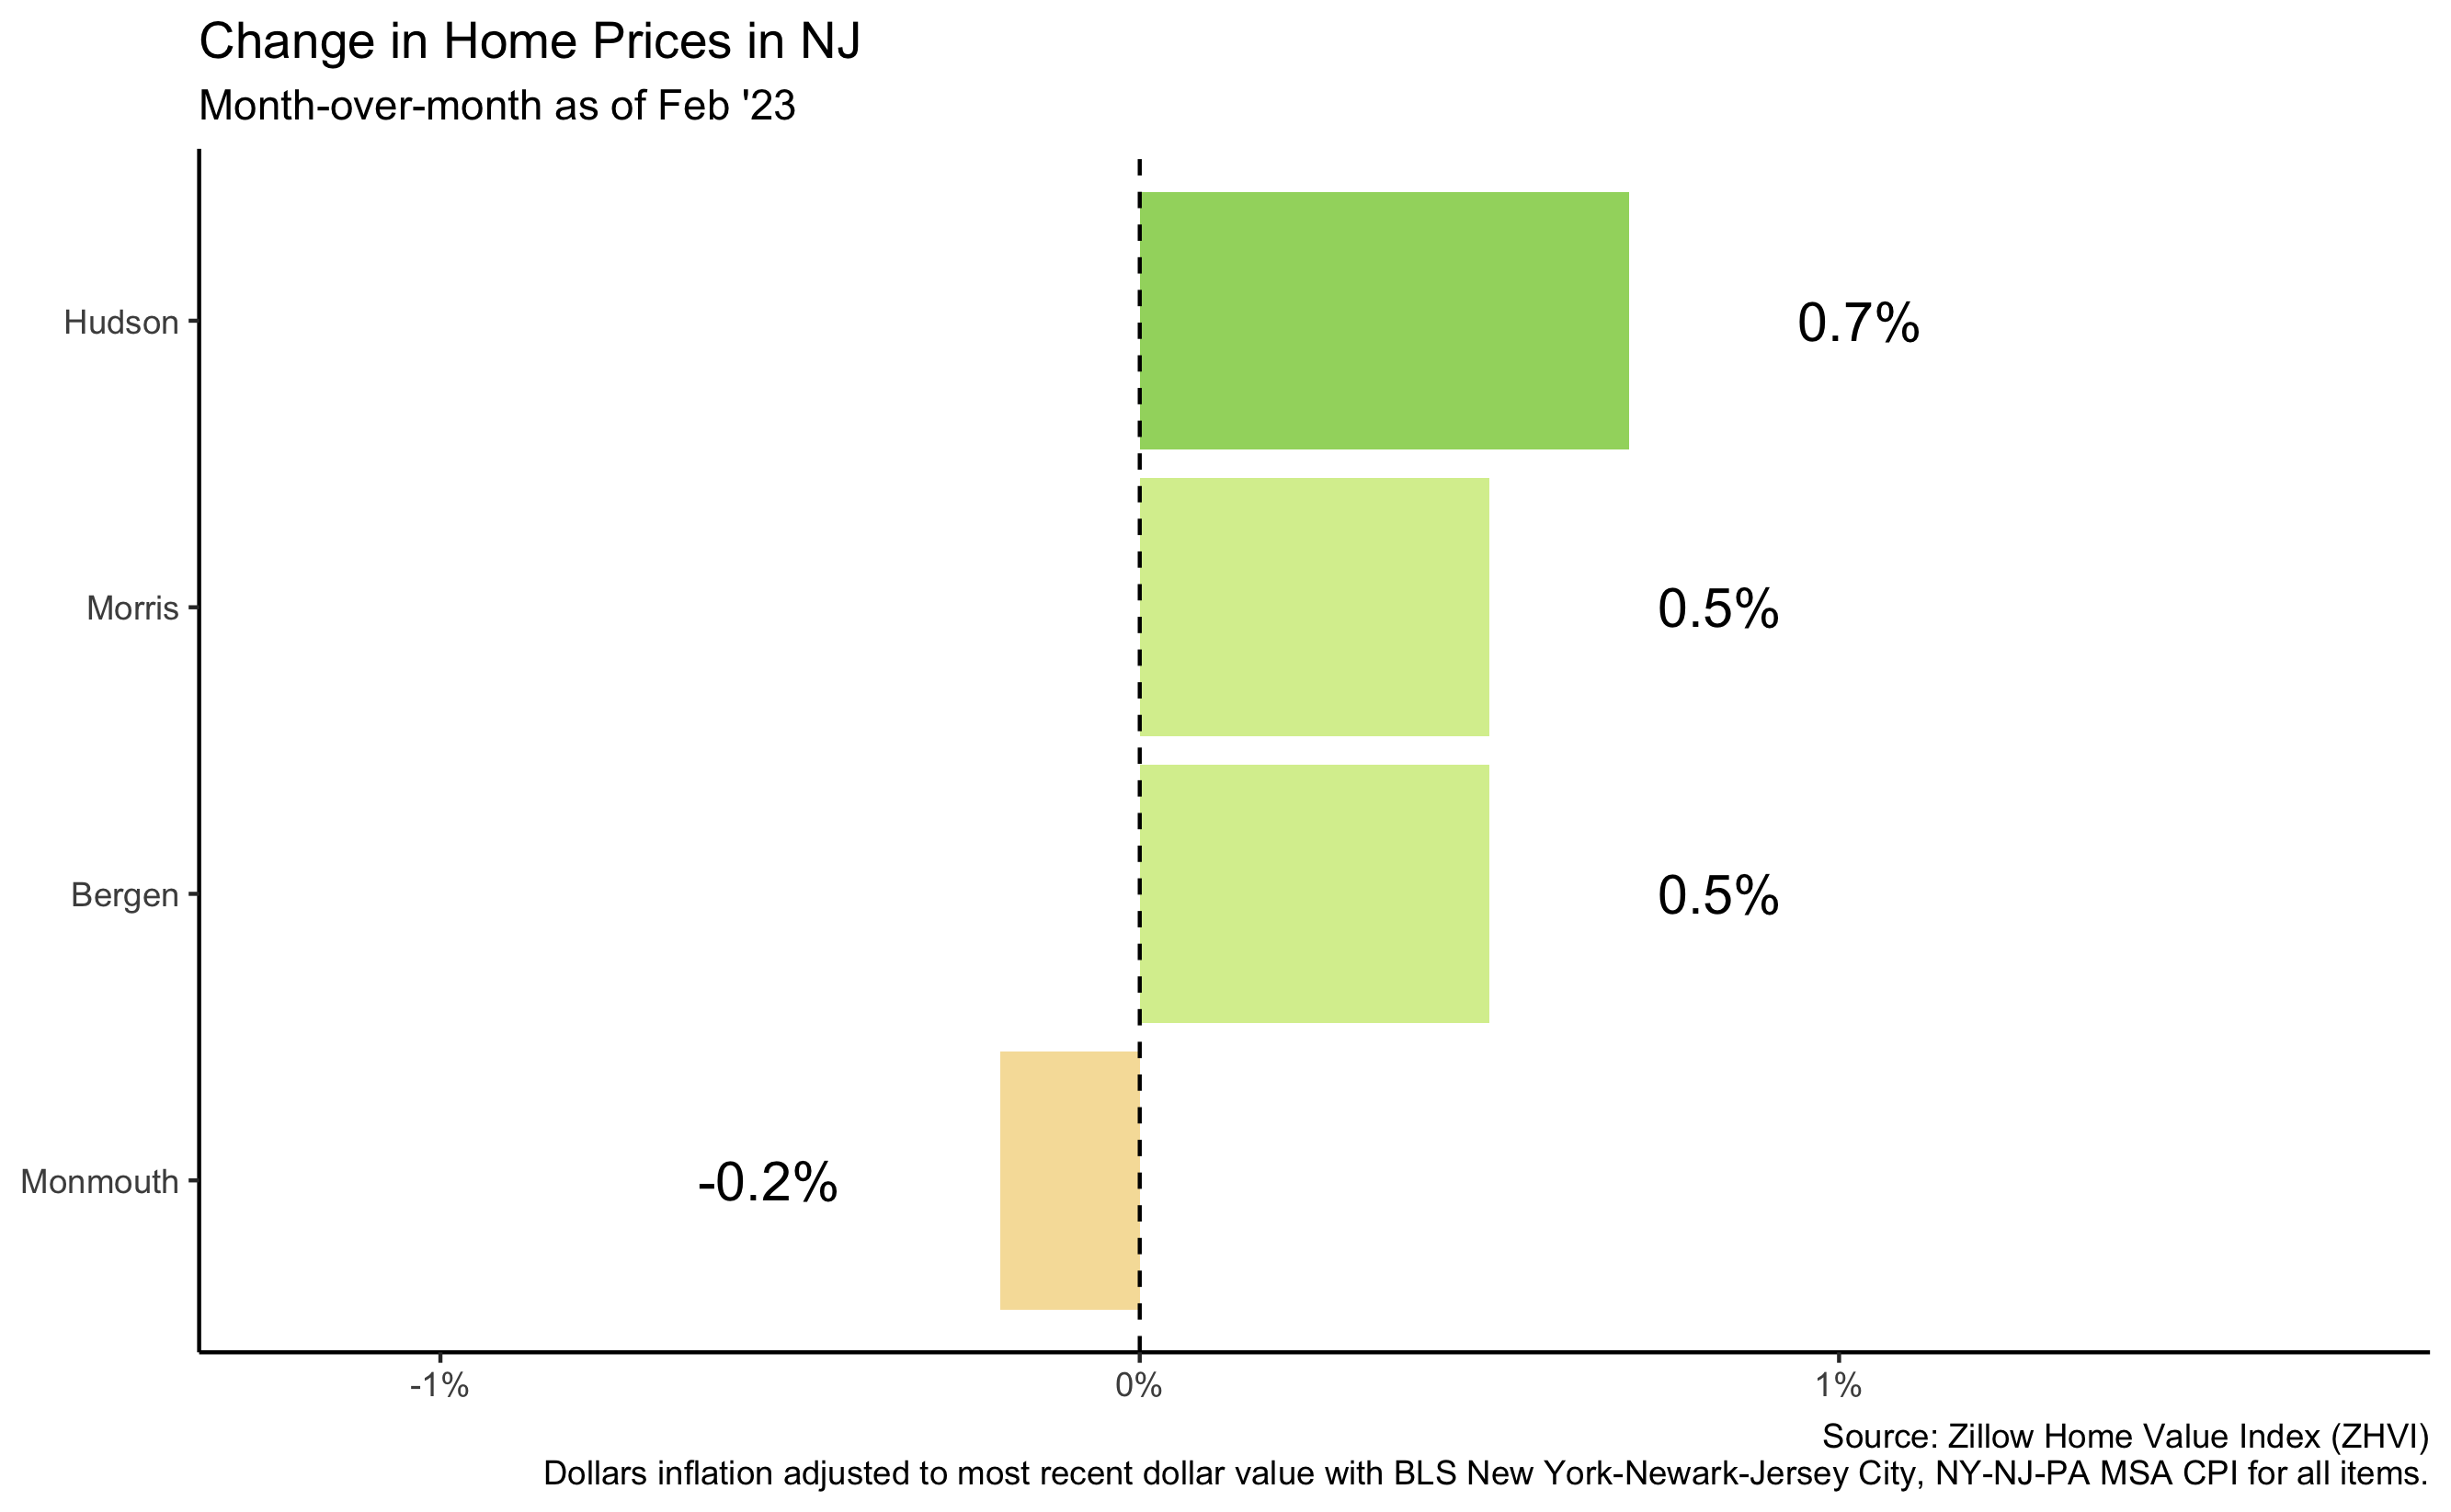 Change in Home Prices in NJ
Month-over-month as of Feb '23
Hudson
0.7%
Morris
0.5%
Bergen
0.5%
Monmouth
-0.2%
-1%
0%
1%
Source: Zillow Home Value Index (ZHVI)
Dollars inflation adjusted to most recent dollar value with BLS New York-Newark-Jersey City, NY-NJ-PA MSA CPI for all items.